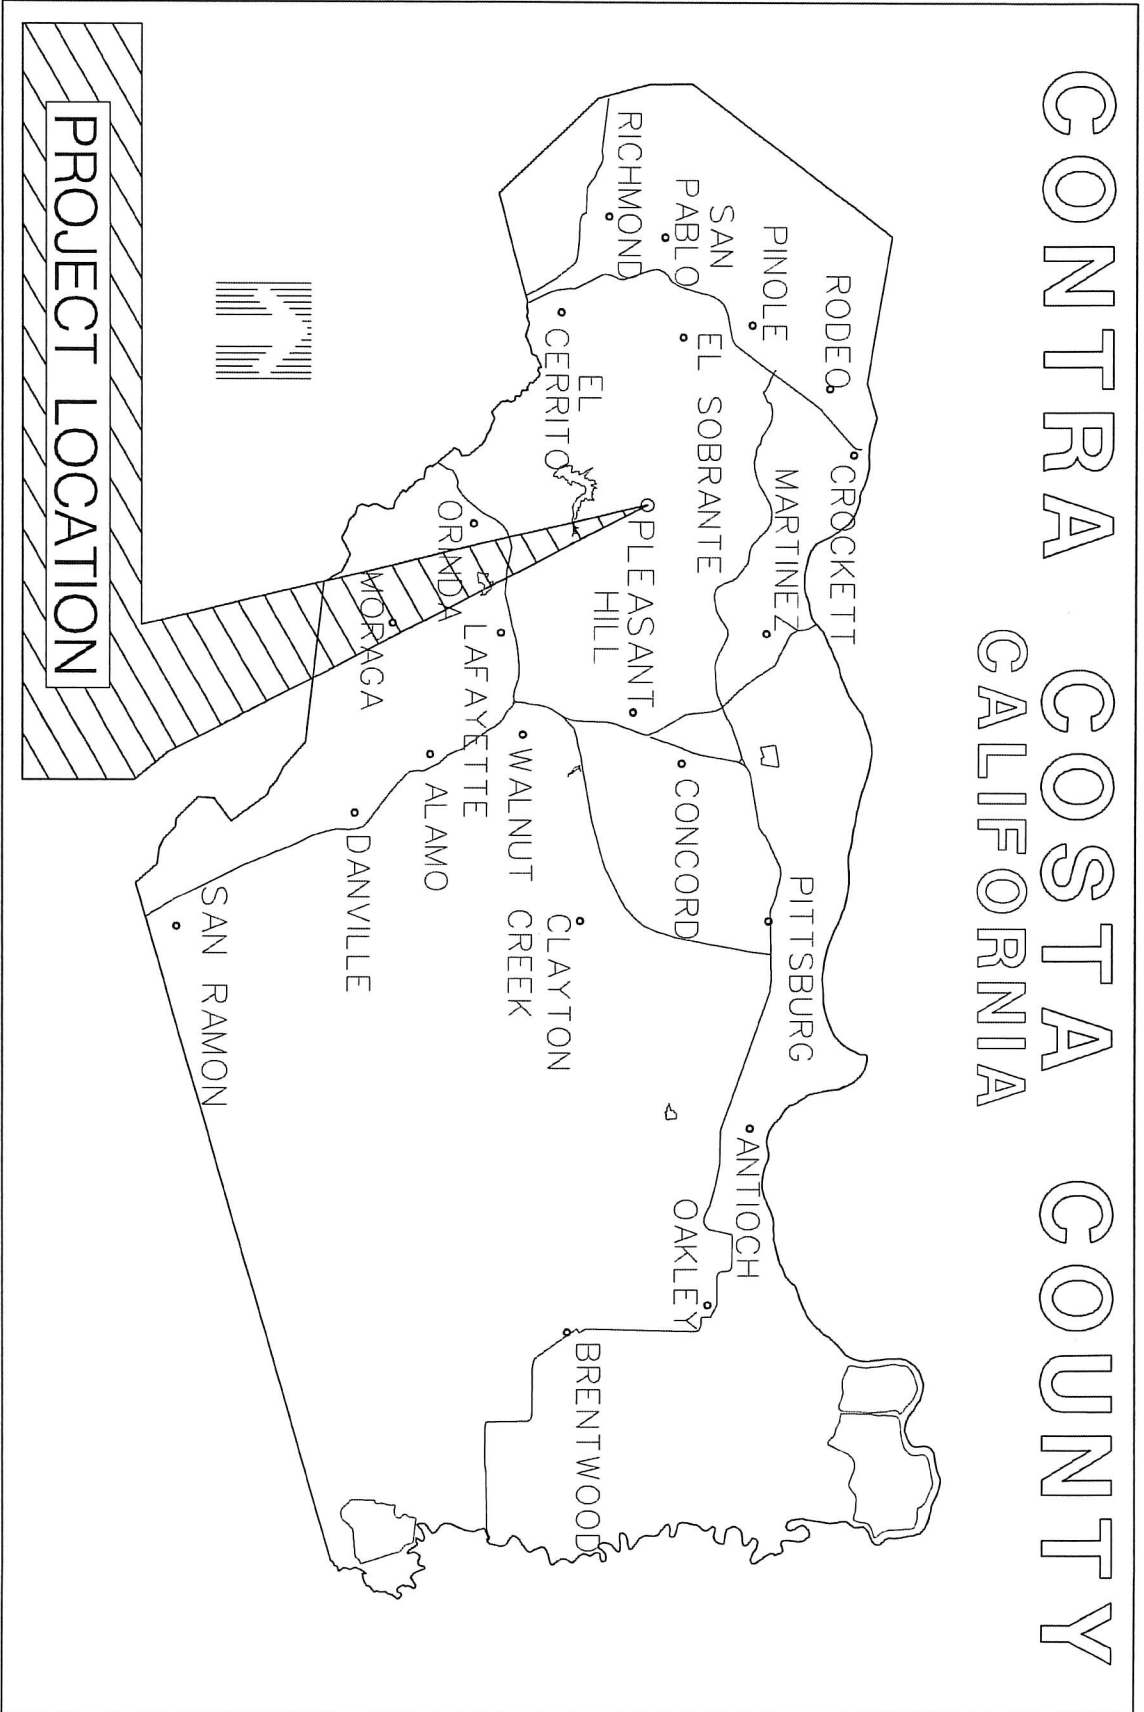 CONTRA COSTA COUNTY
CALIFORNIA
RODEO
CROCKETT
PINOLE
MARTINEZ
SAN
PABLO
EL SOBRANTE
RICHMOND
PLEASANT
HILL
EL
CERRITO
PITTSBURG
ANTIOCH
OAKLEY
CONCORD
BRENTWOOD
CLAYTON
WALNUT CREEK
LAFAYETTE
ORINDA
ALAMO
MORAGA
DANVILLE
SAN RAMON
PROJECT LOCATION